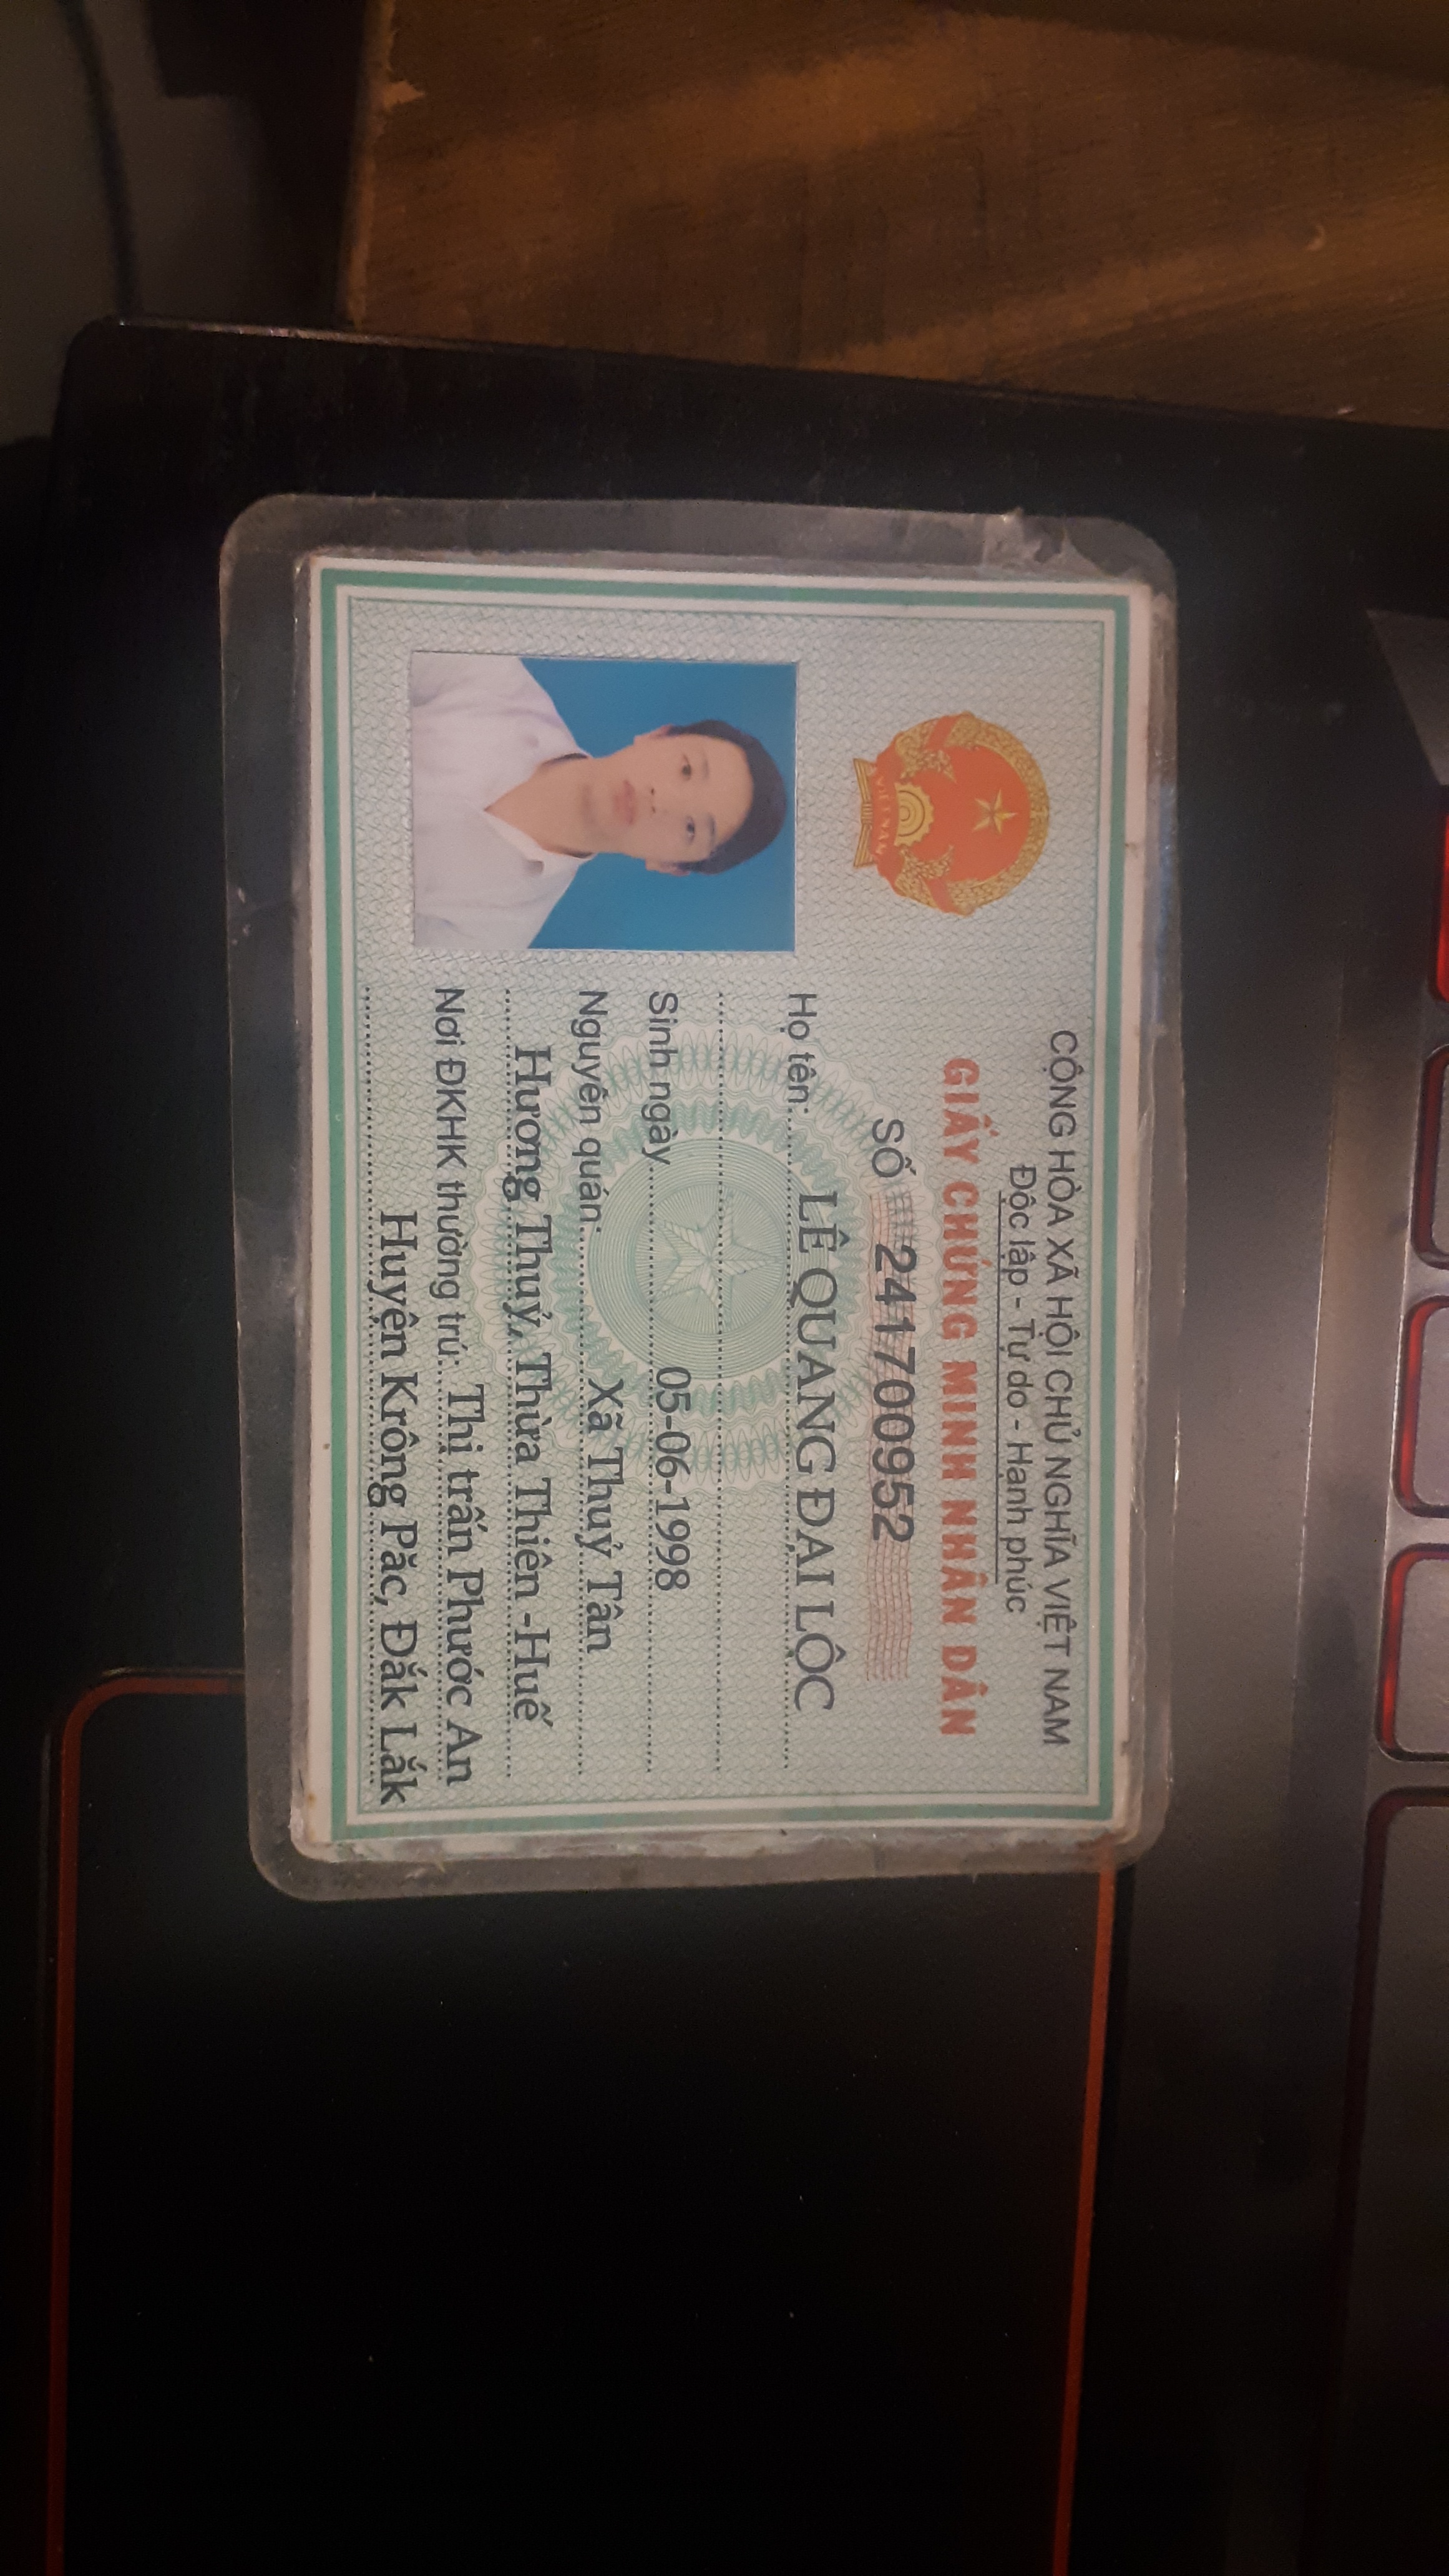 CỘNG HÒA XÃ HỘI CHỦ NGHĨA VIỆT NAM
Độc lập - Tự do - Hạnh phúc
GIẤY CHỨNG MINH NHÂN DÂN
SỐ 241700952
VIỆT NAM
Họ tên: LÊ QUANG ĐẠI LỘC
Sinh ngày 05-06-1998
Nguyên quán: Xã Thuỷ Tân
Hương Thuỷ, Thừa Thiên -Huế
Nơi ĐKHK thường trú: Thị trấn Phước An
Huyện Krông Păc, Đắk Lắk